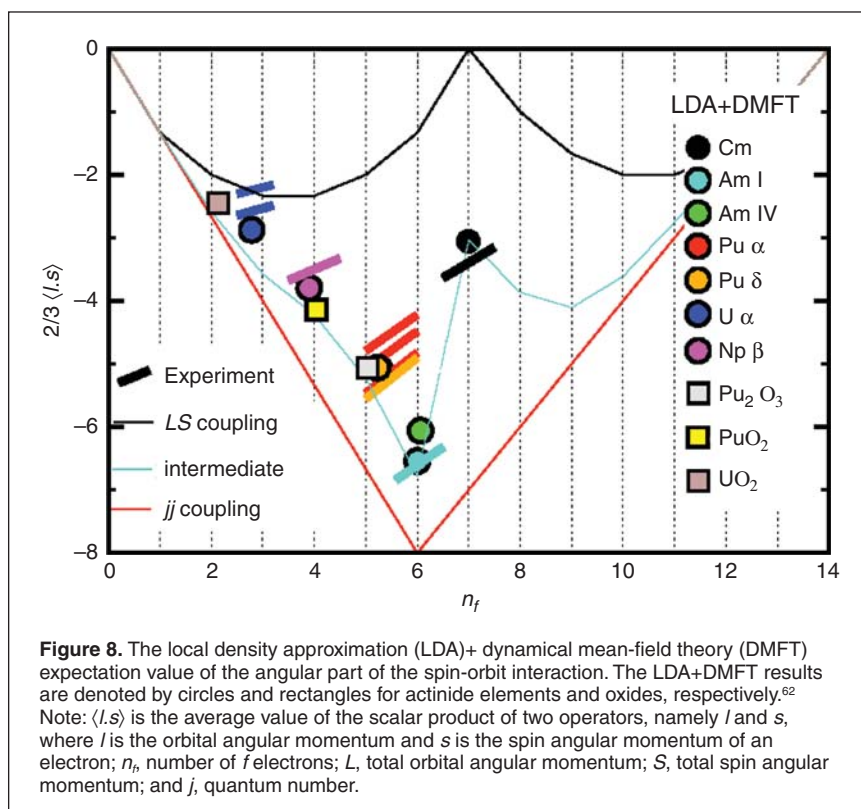 0
−2
−4
−6
−8
2/3 ⟨l.s⟩
0 2 4 6 8 10 12 14
n_f
Experiment
LS coupling
intermediate
jj coupling
LDA+DMFT
Cm
Am I
Am IV
Pu α
Pu δ
U α
Np β
Pu₂ O₃
PuO₂
UO₂
Figure 8. The local density approximation (LDA)+ dynamical mean-field theory (DMFT)
expectation value of the angular part of the spin-orbit interaction. The LDA+DMFT results
are denoted by circles and rectangles for actinide elements and oxides, respectively.⁶²
Note: ⟨l.s⟩ is the average value of the scalar product of two operators, namely l and s,
where l is the orbital angular momentum and s is the spin angular momentum of an
electron; n_f, number of f electrons; L, total orbital angular momentum; S, total spin angular
momentum; and j, quantum number.